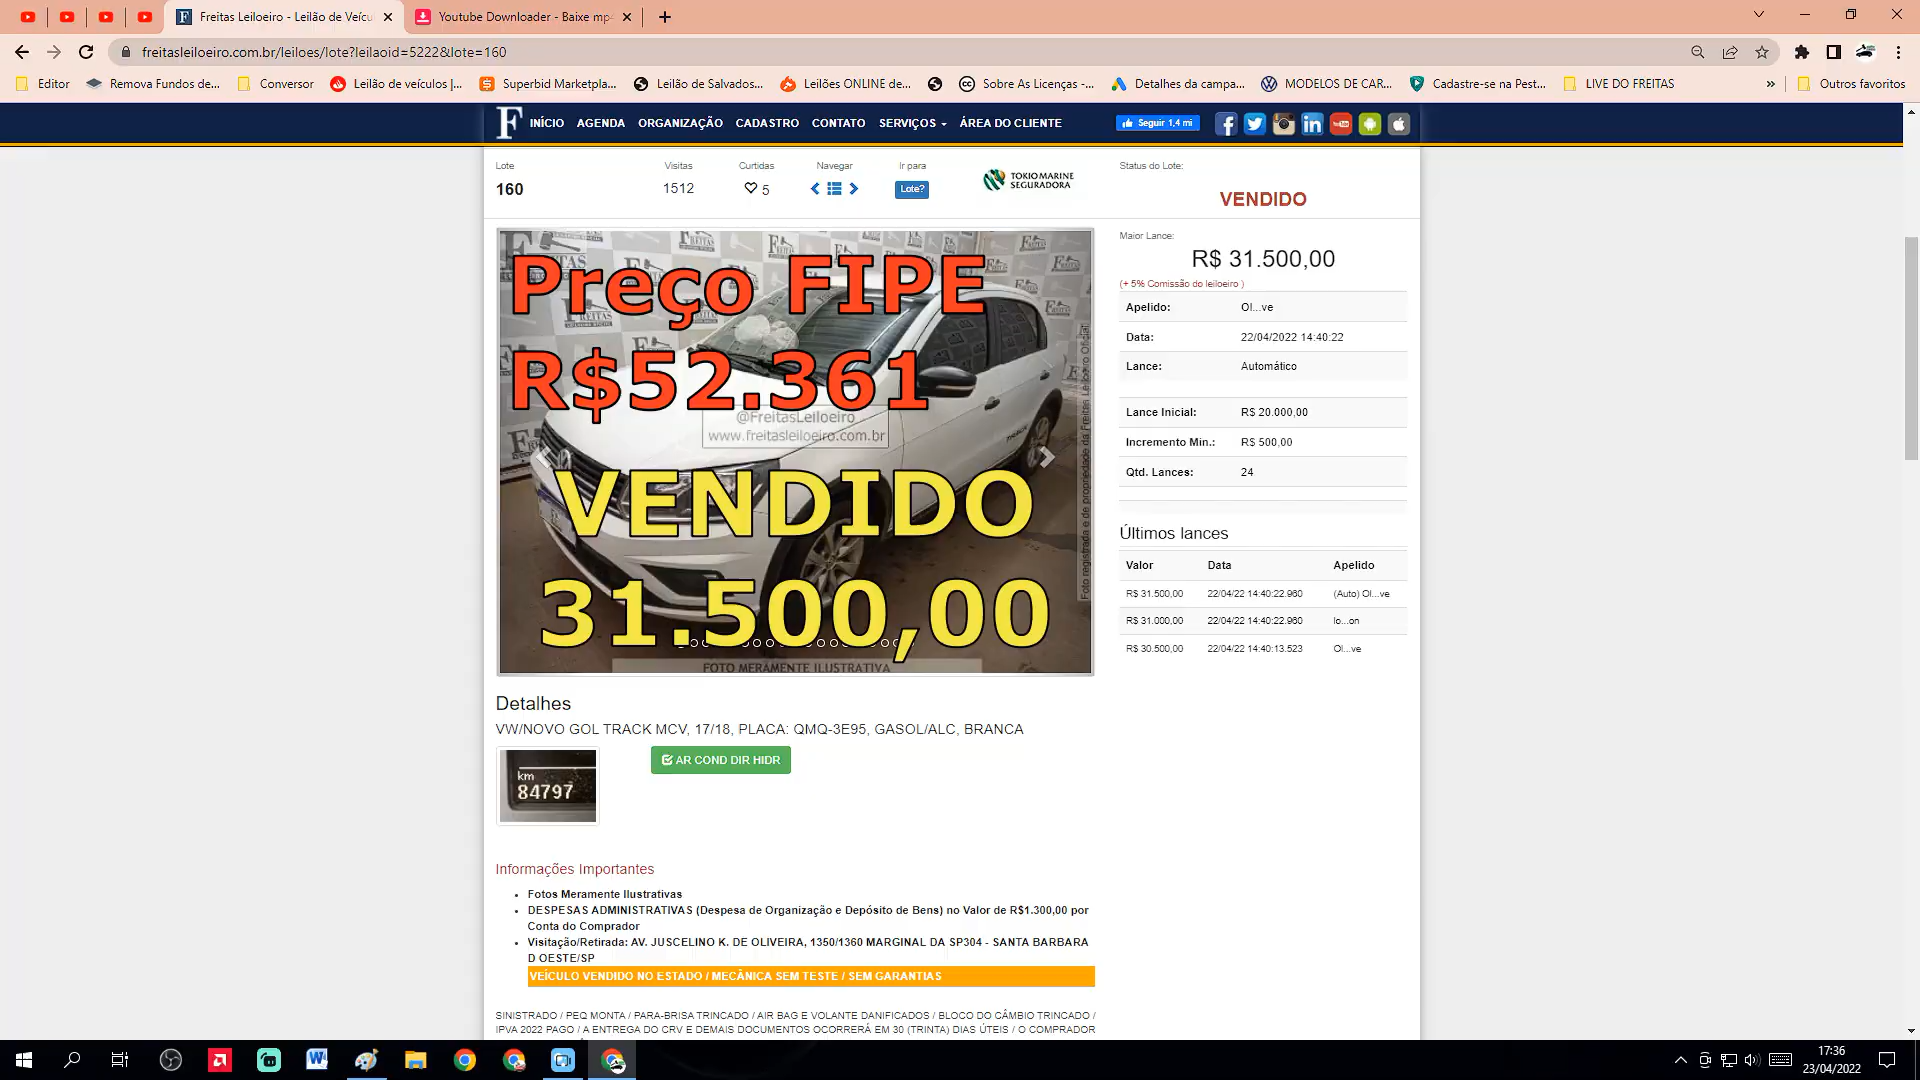 Freitas Leiloeiro - Leilão de Veícu
Youtube Downloader - Baixe mp
freitasleiloeiro.com.br/leiloes/lote?leilaoid=5222&lote=160
Editor
Remova Fundos de...
Conversor
Leilão de veículos |...
Superbid Marketpla...
Leilão de Salvados...
Leilões ONLINE de...
Sobre As Licenças -...
Detalhes da campa...
MODELOS DE CAR...
Cadastre-se na Pest...
LIVE DO FREITAS
»
Outros favoritos
F INÍCIO AGENDA ORGANIZAÇÃO CADASTRO CONTATO SERVIÇOS ÁREA DO CLIENTE
Seguir 1,4 mi
Lote Visitas Curtidas Navegar Ir para
160 1512 5 Lote?
TOKIO MARINE
SEGURADORA
Status do Lote:
VENDIDO
Preço FIPE
R$52.361
@FreitasLeiloeiro
www.freitasleiloeiro.com.br
VENDIDO
31.500,00
FOTO MERAMENTE ILUSTRATIVA
Foto registrada e de propriedade da Freitas Leiloeiro Oficial
Maior Lance:
R$ 31.500,00
(+ 5% Comissão do leiloeiro )
Apelido: Ol...ve
Data: 22/04/2022 14:40:22
Lance: Automático
Lance Inicial: R$ 20.000,00
Incremento Min.: R$ 500,00
Qtd. Lances: 24
Últimos lances
Valor Data Apelido
R$ 31.500,00 22/04/22 14:40:22.960 (Auto) Ol...ve
R$ 31.000,00 22/04/22 14:40:22.960 Io...on
R$ 30.500,00 22/04/22 14:40:13.523 Ol...ve
Detalhes
VW/NOVO GOL TRACK MCV, 17/18, PLACA: QMQ-3E95, GASOL/ALC, BRANCA
km
84797
AR COND DIR HIDR
Informações Importantes
• Fotos Meramente Ilustrativas
• DESPESAS ADMINISTRATIVAS (Despesa de Organização e Depósito de Bens) no Valor de R$1.300,00 por
Conta do Comprador
• Visitação/Retirada: AV. JUSCELINO K. DE OLIVEIRA, 1350/1360 MARGINAL DA SP304 - SANTA BARBARA
D OESTE/SP
VEÍCULO VENDIDO NO ESTADO / MECÂNICA SEM TESTE / SEM GARANTIAS
SINISTRADO / PEQ MONTA / PARA-BRISA TRINCADO / AIR BAG E VOLANTE DANIFICADOS / BLOCO DO CÂMBIO TRINCADO /
IPVA 2022 PAGO / A ENTREGA DO CRV E DEMAIS DOCUMENTOS OCORRERÁ EM 30 (TRINTA) DIAS ÚTEIS / O COMPRADOR
17:36
23/04/2022